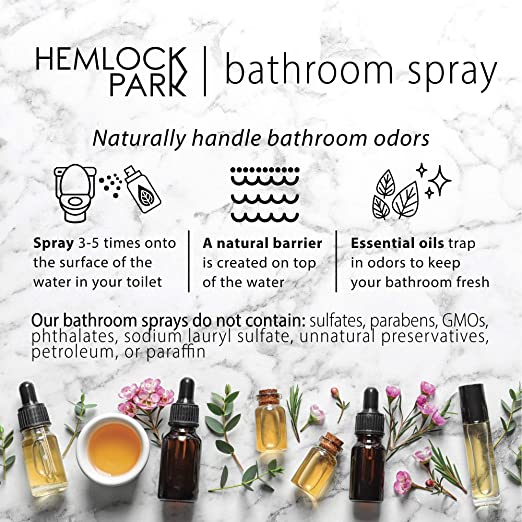 HEMLOCK
PARK
bathroom spray
Naturally handle bathroom odors
Spray 3-5 times onto
the surface of the
water in your toilet
A natural barrier
is created on top
of the water
Essential oils trap
in odors to keep
your bathroom fresh
Our bathroom sprays do not contain: sulfates, parabens, GMOs,
phthalates, sodium lauryl sulfate, unnatural preservatives,
petroleum, or paraffin